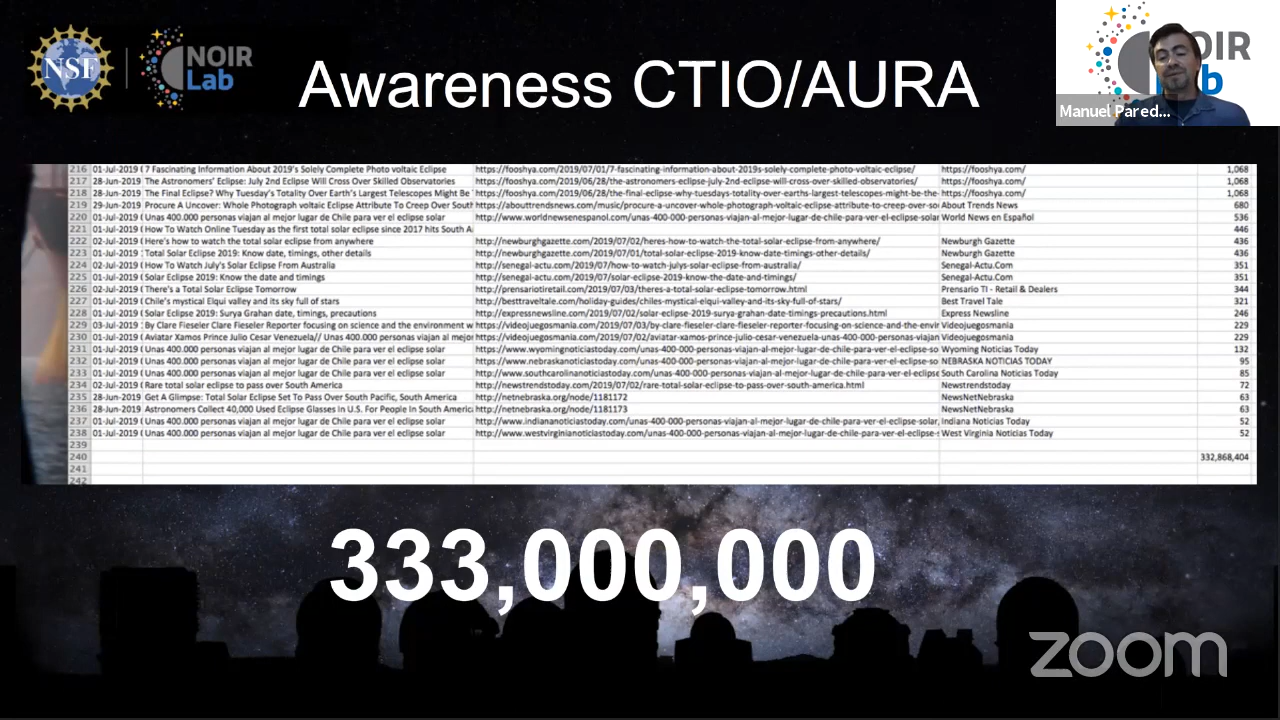 NSF
NOIR
Lab
Awareness CTIO/AURA
OIR
Lab
Manuel Pared...
216 01-Jul-2019 ( 7 Fascinating Information About 2019's Solely Complete Photo voltaic Eclipse https://fooshya.com/2019/07/01/7-fascinating-information-about-2019s-solely-complete-photo-voltaic-eclipse/ https://fooshya.com/ 1,068
217 28-Jun-2019 ( The Astronomers' Eclipse: July 2nd Eclipse Will Cross Over Skilled Observatories https://fooshya.com/2019/06/28/the-astronomers-eclipse-july-2nd-eclipse-will-cross-over-skilled-observatories/ https://fooshya.com/ 1,068
218 28-Jun-2019 ( The Final Eclipse? Why Tuesday's Totality Over Earth's Largest Telescopes Might Be https://fooshya.com/2019/06/28/the-final-eclipse-why-tuesdays-totality-over-earths-largest-telescopes-might-be-the- https://fooshya.com/ 1,068
219 29-Jun-2019 ( Procure A Uncover: Whole Photograph voltaic Eclipse Attribute To Creep Over South https://abouttrendsnews.com/music/procure-a-uncover-whole-photograph-voltaic-eclipse-attribute-to-creep-over-so About Trends News 680
220 01-Jul-2019 ( Unas 400.000 personas viajan al mejor lugar de Chile para ver el eclipse solar http://www.worldnewsenespanol.com/unas-400-000-personas-viajan-al-mejor-lugar-de-chile-para-ver-el-eclipse-solar World News en Español 536
221 01-Jul-2019 ( How To Watch Online Tuesday as the first total solar eclipse since 2017 hits South A 446
222 02-Jul-2019 ( Here's how to watch the total solar eclipse from anywhere http://newburghgazette.com/2019/07/02/heres-how-to-watch-the-total-solar-eclipse-from-anywhere/ Newburgh Gazette 436
223 01-Jul-2019 ( Total Solar Eclipse 2019: Know date, timings, other details http://newburghgazette.com/2019/07/01/total-solar-eclipse-2019-know-date-timings-other-details/ Newburgh Gazette 436
224 02-Jul-2019 ( How To Watch July's Solar Eclipse From Australia http://senegal-actu.com/2019/07/how-to-watch-julys-solar-eclipse-from-australia/ Senegal-Actu.Com 351
225 01-Jul-2019 ( Solar Eclipse 2019: Know the date and timings http://senegal-actu.com/2019/07/solar-eclipse-2019-know-the-date-and-timings/ Senegal-Actu.Com 351
226 02-Jul-2019 ( There's a Total Solar Eclipse Tomorrow http://prensariotiretail.com/2019/07/03/theres-a-total-solar-eclipse-tomorrow.html Prensario TI - Retail & Dealers 344
227 01-Jul-2019 ( Chile's mystical Elqui valley and its sky full of stars http://besttraveltale.com/holiday-guides/chiles-mystical-elqui-valley-and-its-sky-full-of-stars/ Best Travel Tale 321
228 01-Jul-2019 ( Solar Eclipse 2019: Surya Grahan date, timings, precautions http://expressnewsline.com/2019/07/02/solar-eclipse-2019-surya-grahan-date-timings-precautions.html Express Newsline 246
229 03-Jul-2019 ( By Clare Fieseler Clare Fieseler Reporter focusing on science and the environment w https://videojuegosmania.com/2019/07/03/by-clare-fieseler-clare-fieseler-reporter-focusing-on-science-and-the-envir Videojuegosmania 229
230 01-Jul-2019 ( Aviatar Xamos Prince Julio Cesar Venezuela// Unas 400.000 personas viajan al mejor https://videojuegosmania.com/2019/07/02/aviatar-xamos-prince-julio-cesar-venezuela-unas-400-000-personas-viajan Videojuegosmania 229
231 01-Jul-2019 ( Unas 400.000 personas viajan al mejor lugar de Chile para ver el eclipse solar https://www.wyomingnoticiastoday.com/unas-400-000-personas-viajan-al-mejor-lugar-de-chile-para-ver-el-eclipse-so Wyoming Noticias Today 132
232 01-Jul-2019 ( Unas 400.000 personas viajan al mejor lugar de Chile para ver el eclipse solar https://www.nebraskanoticiastoday.com/unas-400-000-personas-viajan-al-mejor-lugar-de-chile-para-ver-el-eclipse-s NEBRASKA NOTICIAS TODAY 95
233 01-Jul-2019 ( Unas 400.000 personas viajan al mejor lugar de Chile para ver el eclipse solar https://www.southcarolinanoticiastoday.com/unas-400-000-personas-viajan-al-mejor-lugar-de-chile-para-ver-el-eclipse South Carolina Noticias Today 85
234 02-Jul-2019 ( Rare total solar eclipse to pass over South America http://newstrendstoday.com/2019/07/02/rare-total-solar-eclipse-to-pass-over-south-america.html Newstrendstoday 72
235 28-Jun-2019 ( Get A Glimpse: Total Solar Eclipse Set To Pass Over South Pacific, South America http://netnebraska.org/node/1181172 NewsNetNebraska 63
236 28-Jun-2019 ( Astronomers Collect 40,000 Used Eclipse Glasses In U.S. For People In South Americ http://netnebraska.org/node/1181173 NewsNetNebraska 63
237 01-Jul-2019 ( Unas 400.000 personas viajan al mejor lugar de Chile para ver el eclipse solar http://www.indiananoticiastoday.com/unas-400-000-personas-viajan-al-mejor-lugar-de-chile-para-ver-el-eclipse-solar, Indiana Noticias Today 52
238 01-Jul-2019 ( Unas 400.000 personas viajan al mejor lugar de Chile para ver el eclipse solar http://www.westvirginianoticiastoday.com/unas-400-000-personas-viajan-al-mejor-lugar-de-chile-para-ver-el-eclipse-s West Virginia Noticias Today 52
239
240 332,868,404
241
242
333,000,000
zoom